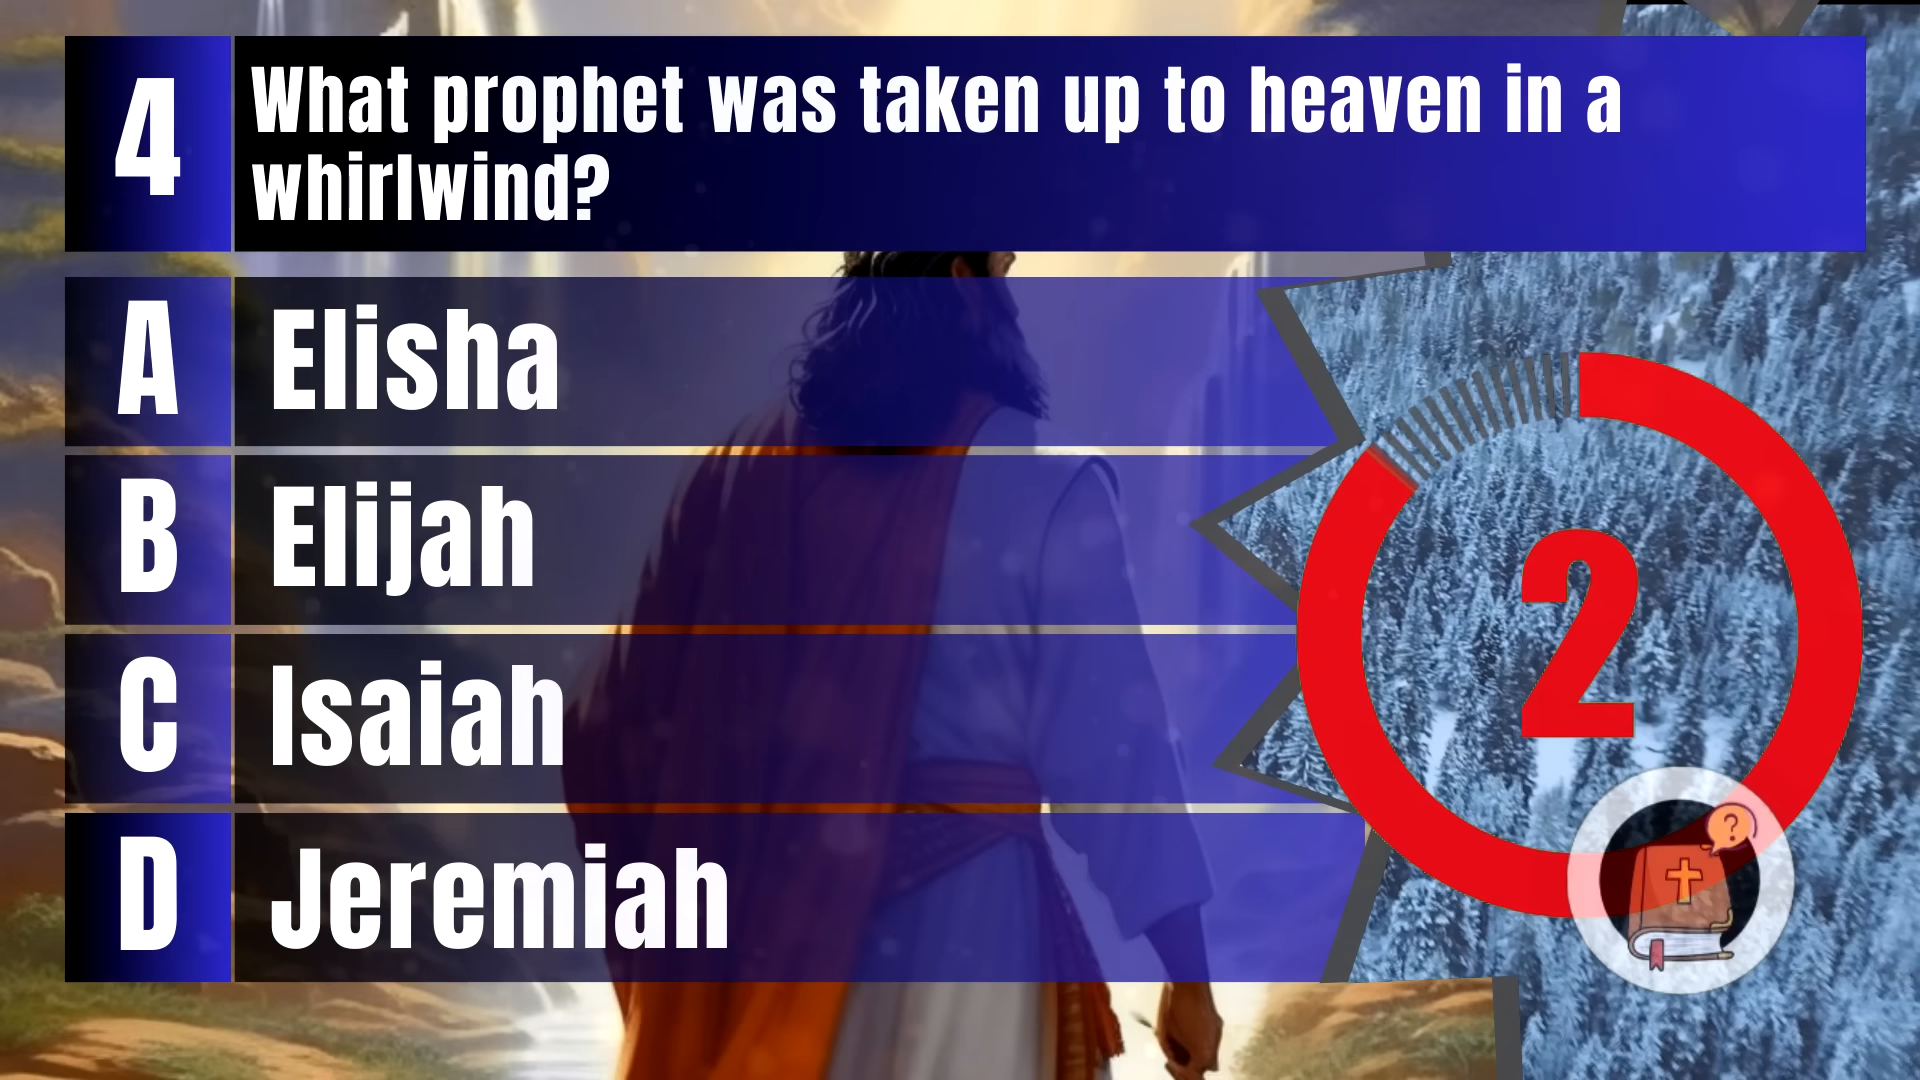 4
What prophet was taken up to heaven in a
whirlwind?
A
Elisha
B
Elijah
C
Isaiah
D
Jeremiah
2
?